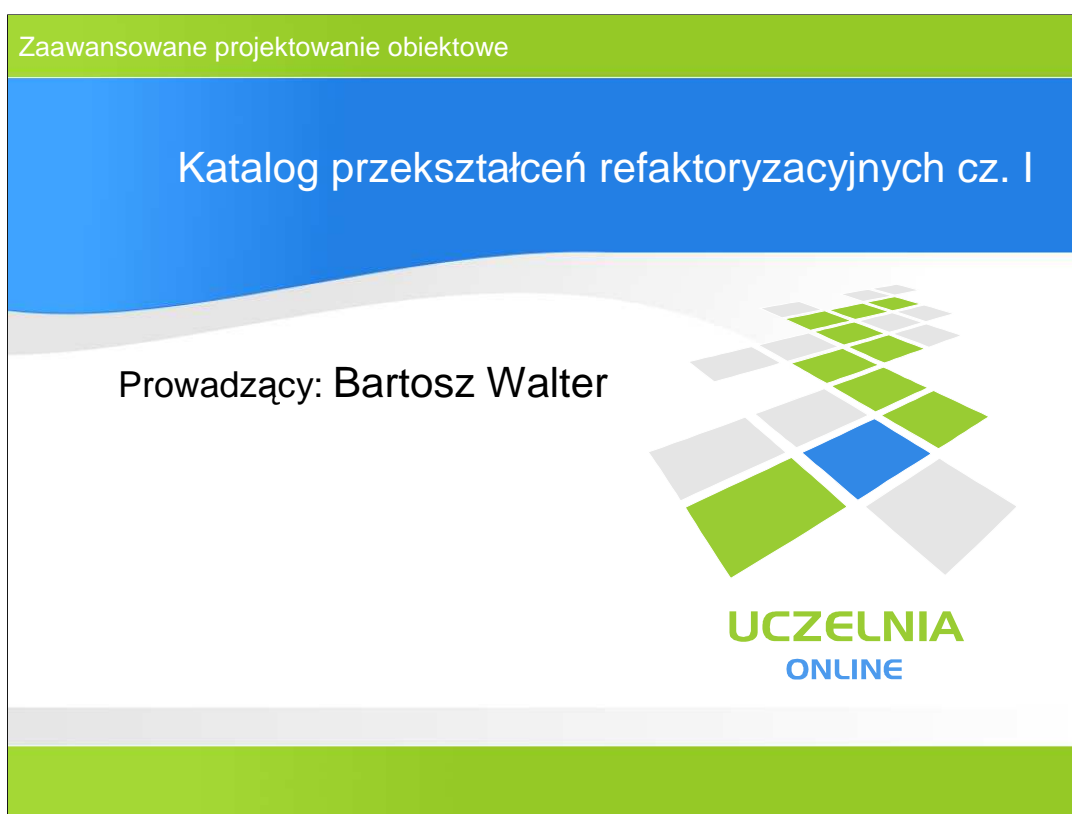 Zaawansowane projektowanie obiektowe
Katalog przekształceń refaktoryzacyjnych cz. I
Prowadzący: Bartosz Walter
UCZELNIA
ONLINE